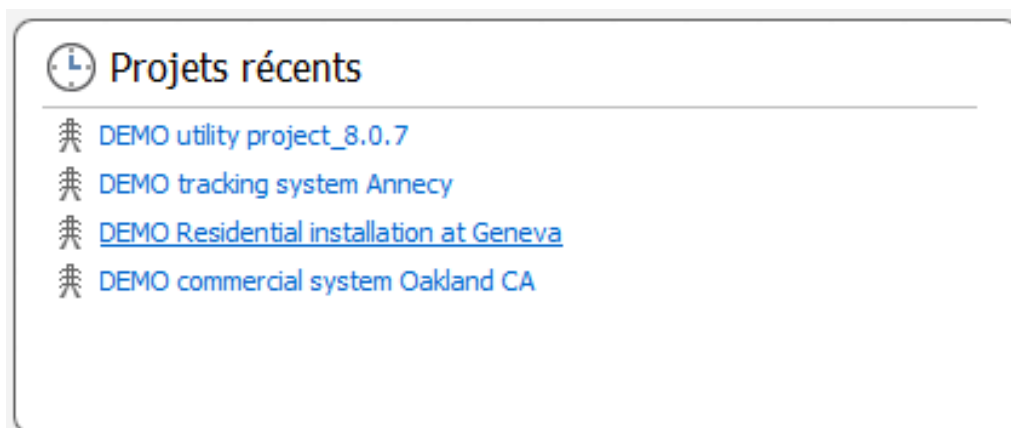 Projets récents
DEMO utility project_8.0.7
DEMO tracking system Annecy
DEMO Residential installation at Geneva
DEMO commercial system Oakland CA